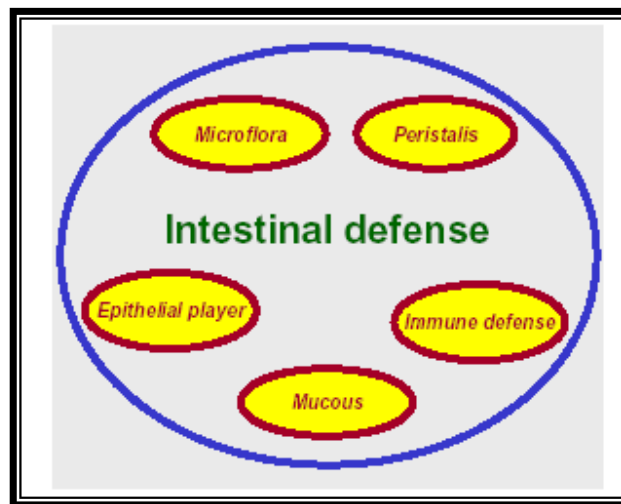 Microflora
Peristalis
Intestinal defense
Epithelial player
Immune defense
Mucous